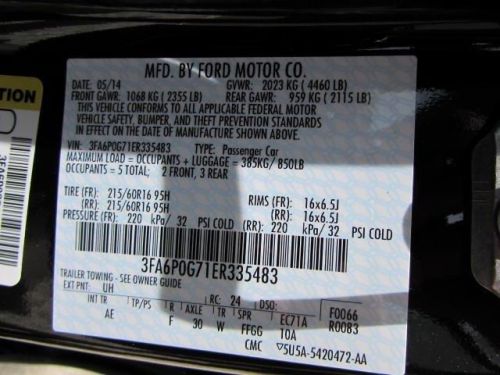 MFD. BY FORD MOTOR CO.
DATE: 05/14 GVWR: 2023 KG (4460 LB)
FRONT GAWR: 1068 KG (2355 LB) REAR GAWR: 959 KG (2115 LB)
THIS VEHICLE CONFORMS TO ALL APPLICABLE FEDERAL MOTOR
VEHICLE SAFETY, BUMPER, AND THEFT PREVENTION STANDARDS
IN EFFECT ON THE DATE OF MANUFACTURE SHOWN ABOVE.
VIN: 3FA6P0G71ER335483 TYPE: Passenger Car
MAXIMUM LOAD = OCCUPANTS + LUGGAGE = 385KG/850LB
OCCUPANTS = 5 TOTAL; 2 FRONT, 3 REAR
TIRE (FR): 215/60R16 95H RIMS (FR): 16x6.5J
(RR): 215/60R16 95H (RR): 16x6.5J
PRESSURE (FR): 220 kPa/ 32 PSI COLD (RR): 220 kPa/ 32 PSI COLD
3FA6P0G71ER335483
TRAILER TOWING - SEE OWNER GUIDE
EXT PNT: UH RC: 24 DSO: F0066
R0083
INT TR TP/PS R AXLE TR SPR EC71A
AE F 30 W FFGG 10A
CMC 5U5A-5420472-AA